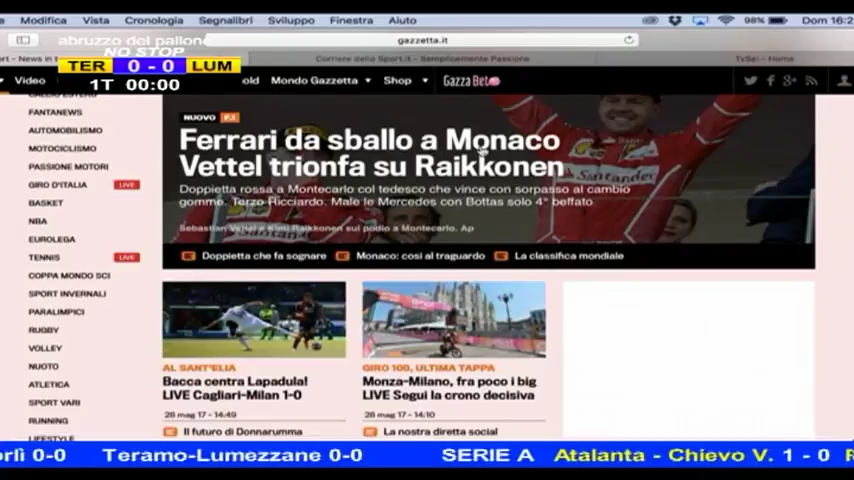 Modifica Vista Cronologia Segnalibri Sviluppo Finestra Aiuto 98% Dom 16:2
abruzzo del pallone
NO STOP
gazzetta.it
Corriere dello Sport.it - Semplicemente Passione
TvSei - Home
TER 0 - 0 LUM
1T 00:00
Video old Mondo Gazzetta Shop GazzaBet
CALCIO ESTERO
FANTANEWS
AUTOMOBILISMO
MOTOCICLISMO
PASSIONE MOTORI
GIRO D'ITALIA LIVE
BASKET
NBA
EUROLEGA
TENNIS LIVE
COPPA MONDO SCI
SPORT INVERNALI
PARALIMPICI
RUGBY
VOLLEY
NUOTO
ATLETICA
SPORT VARI
RUNNING
LIFESTYLE
NUOVO F.1
Ferrari da sballo a Monaco
Vettel trionfa su Raikkonen
Doppietta rossa a Montecarlo col tedesco che vince con sorpasso al cambio
gomme. Terzo Ricciardo. Male le Mercedes con Bottas solo 4° beffato
Sebastian Vettel e Kimi Raikkonen sul podio a Montecarlo. Ap
Santander
Doppietta che fa sognare Monaco: così al traguardo La classifica mondiale
AL SANT'ELIA
Bacca centra Lapadula!
LIVE Cagliari-Milan 1-0
28 mag 17 - 14:49
Il futuro di Donnarumma
GIRO 100, ULTIMA TAPPA
Monza-Milano, fra poco i big
LIVE Segui la crono decisiva
28 mag 17 - 14:10
La nostra diretta social
orlì 0-0 Teramo-Lumezzane 0-0 SERIE A Atalanta - Chievo V. 1 - 0